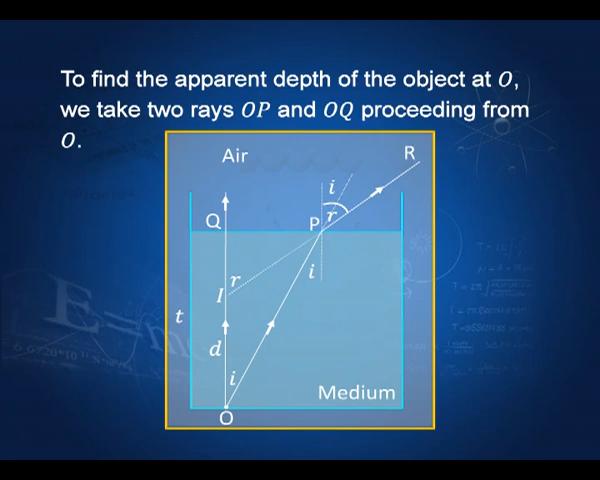 To find the apparent depth of the object at O,
we take two rays OP and OQ proceeding from
O.
Air
R
i
Q
P
r
i
r
I
t
d
i
Medium
O